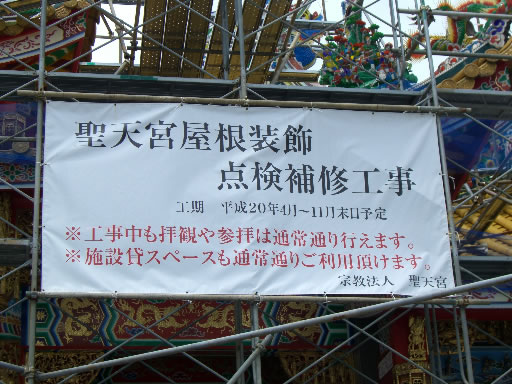 聖天宮屋根装飾
点検補修工事
工期　平成20年4月～11月末日予定
※工事中も拝観や参拝は通常通り行えます。
※施設貸スペースも通常通りご利用頂けます。
宗教法人　聖天宮